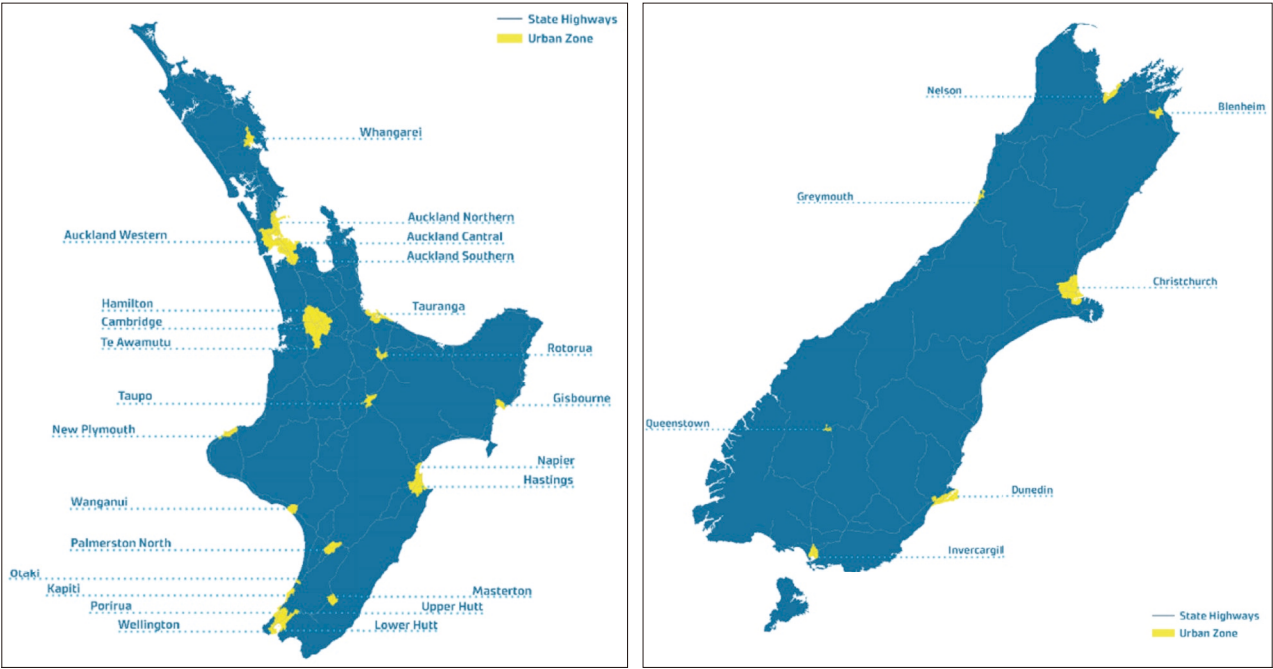 State Highways
Urban Zone
Whangarei
Auckland Northern
Auckland Western
Auckland Cantral
Auckland Southern
Hamilton
Tauranga
Cambridge
Te Awamutu
Rotorua
Taupo
Gisbourne
New Plymouth
Napier
Hastings
Wanganui
Palmerston North
Otaki
Kapiti
Masterton
Porirua
Upper Hutt
Wellington
Lower Hutt
Nelson
Blenheim
Greymouth
Christchurch
Queenstown
Dunedin
Invercargill
State Highways
Urban Zone